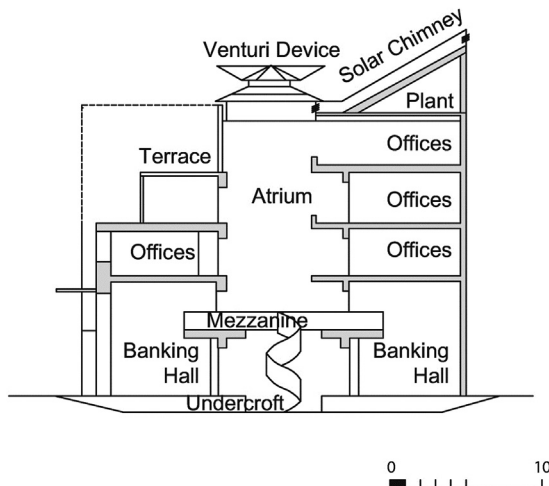 Venturi Device
Solar Chimney
Plant
Offices
Terrace
Atrium
Offices
Offices
Offices
Mezzanine
Banking
Hall
Banking
Hall
Undercroft
0
10